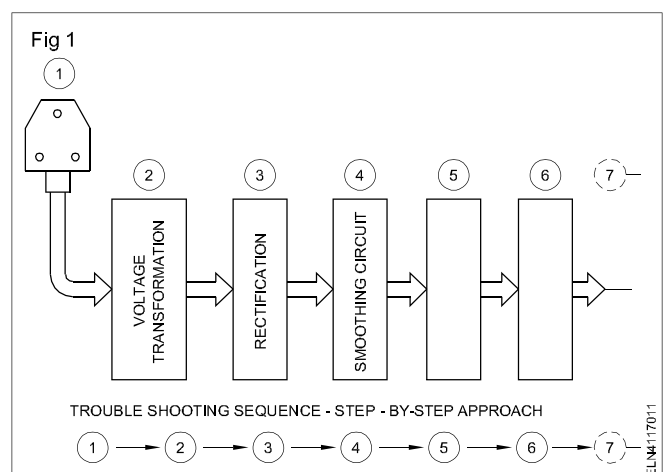 Fig 1
1
2
3
4
5
6
7
VOLTAGE
TRANSFORMATION
RECTIFICATION
SMOOTHING CIRCUIT
TROUBLE SHOOTING SEQUENCE - STEP - BY-STEP APPROACH
1
2
3
4
5
6
7
ELN4117011